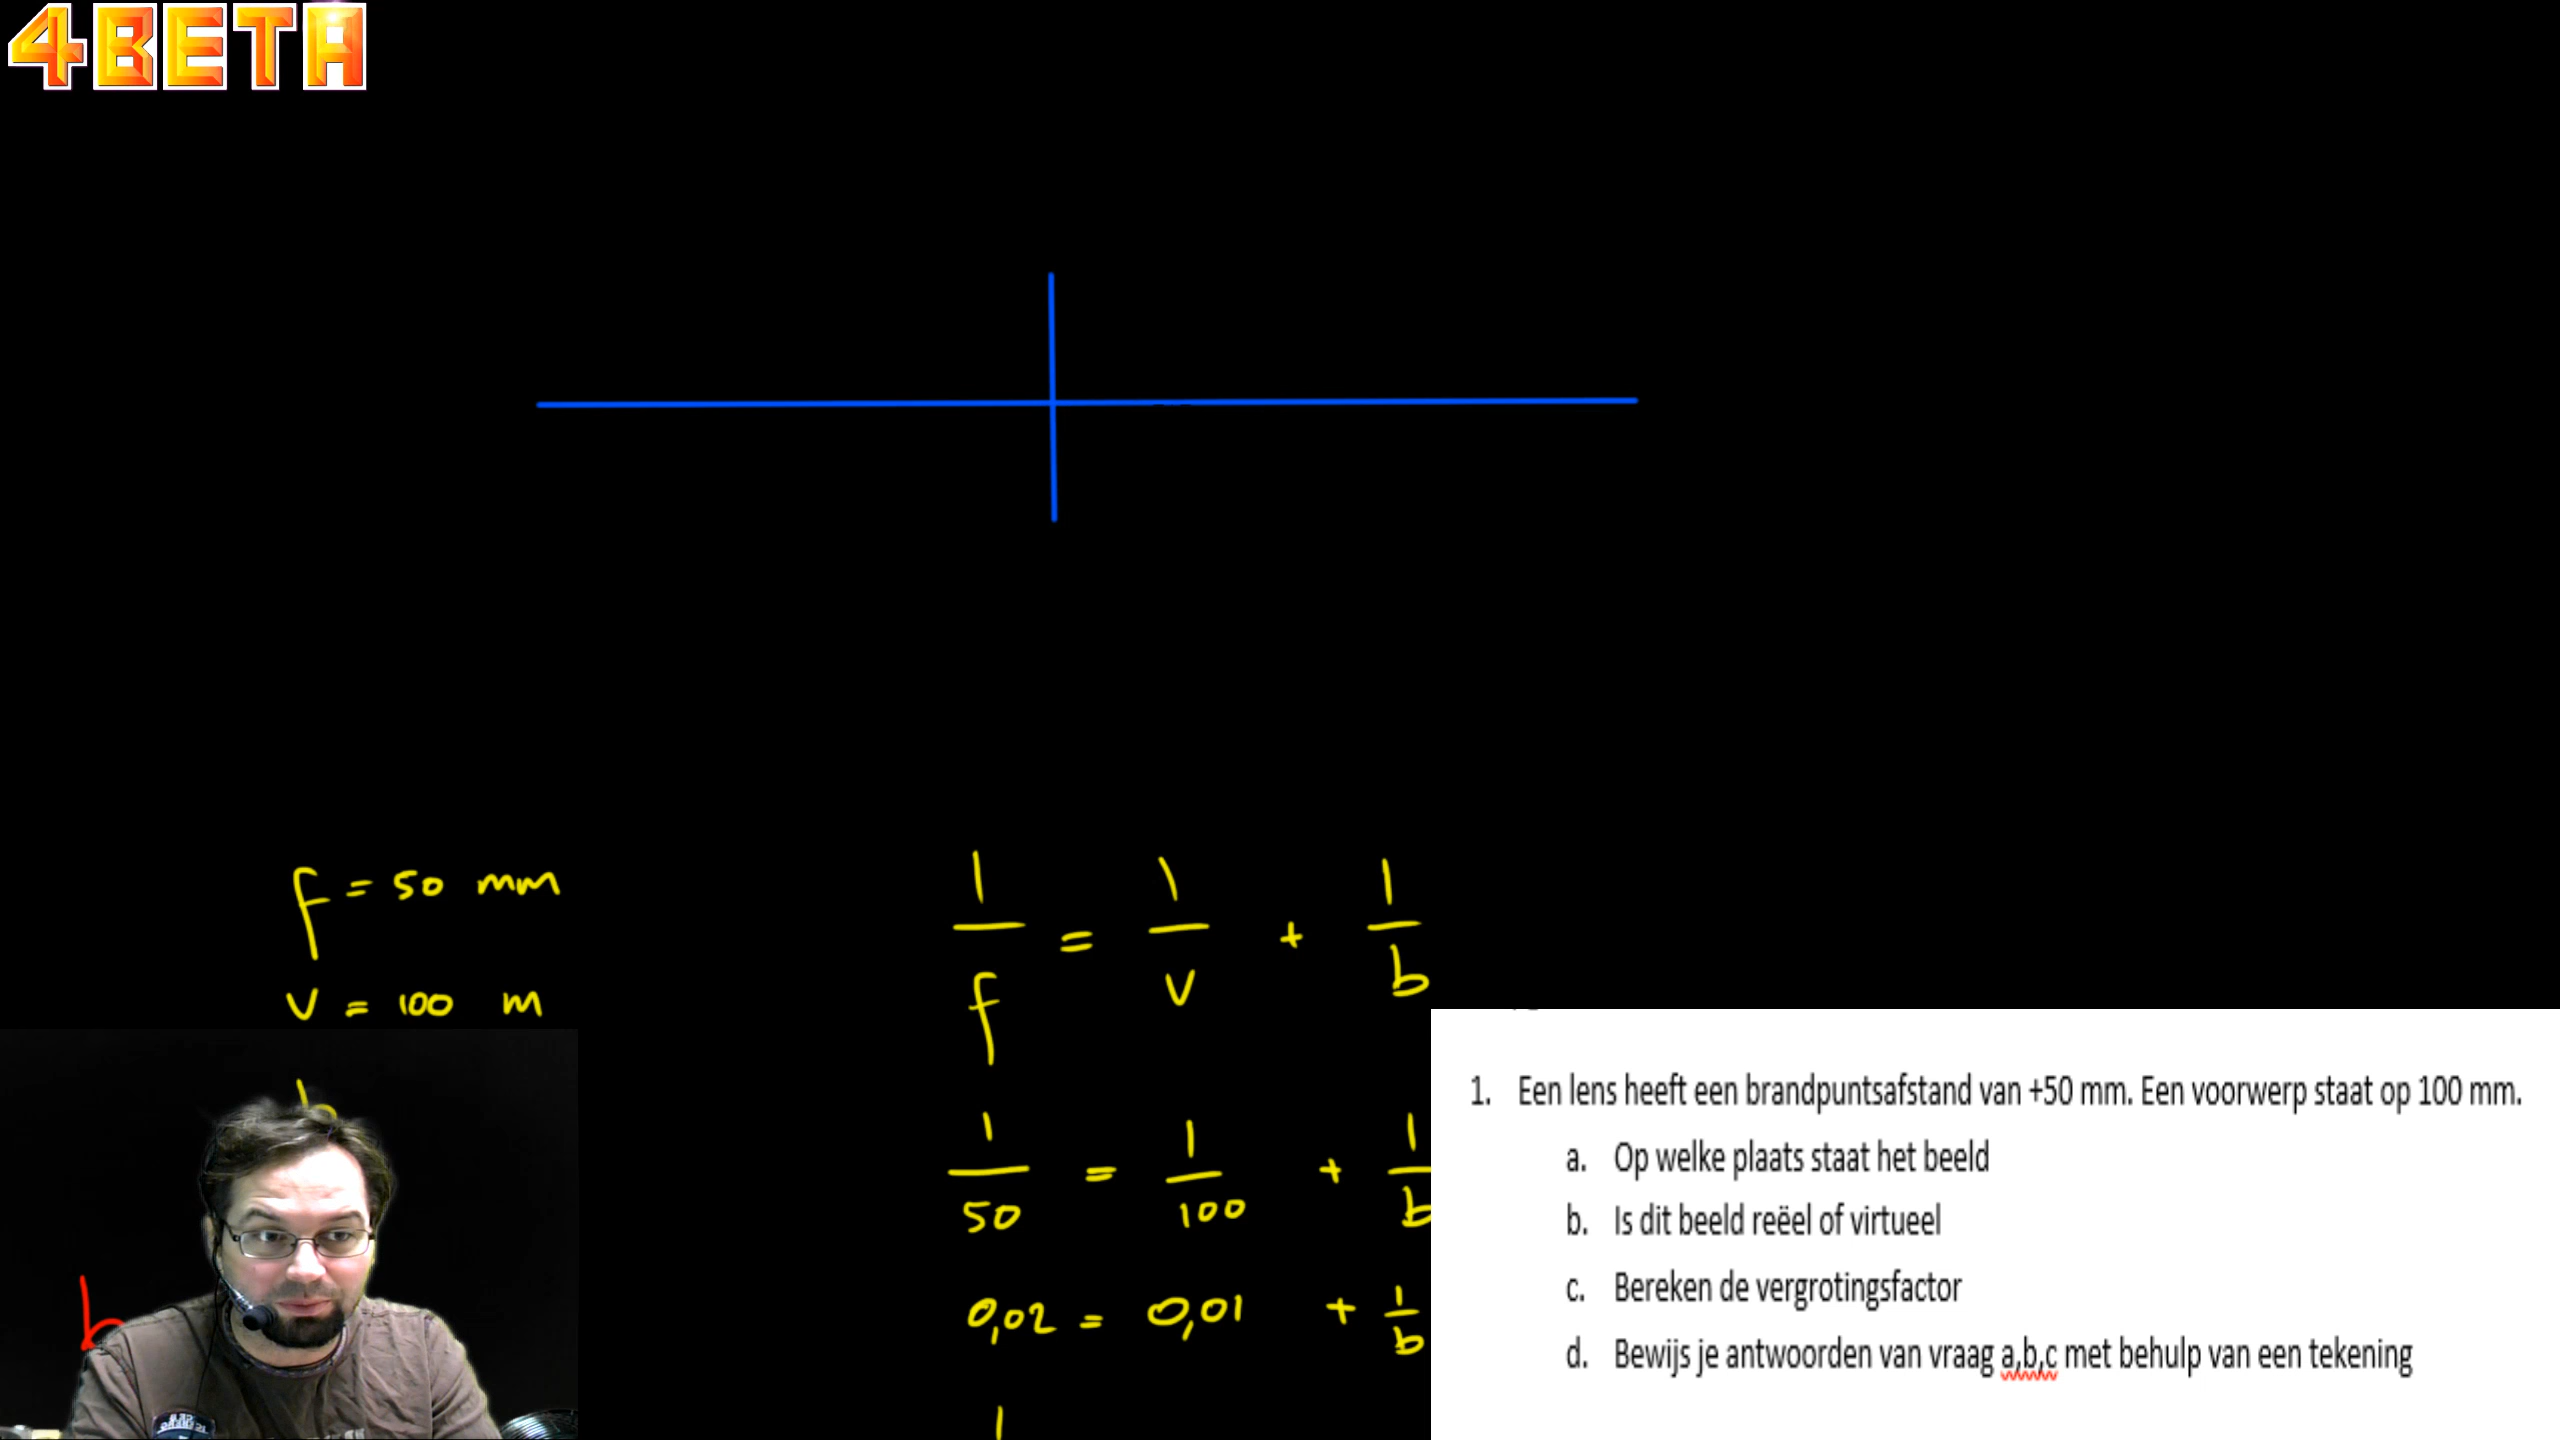 4BETA
f = 50 mm
v = 100 m
b
b
1/f = 1/v + 1/b
1/50 = 1/100 + 1/b
0,02 = 0,01 + 1/b
1
1. Een lens heeft een brandpuntsafstand van +50 mm. Een voorwerp staat op 100 mm.
a. Op welke plaats staat het beeld
b. Is dit beeld reëel of virtueel
c. Bereken de vergrotingsfactor
d. Bewijs je antwoorden van vraag a,b,c met behulp van een tekening